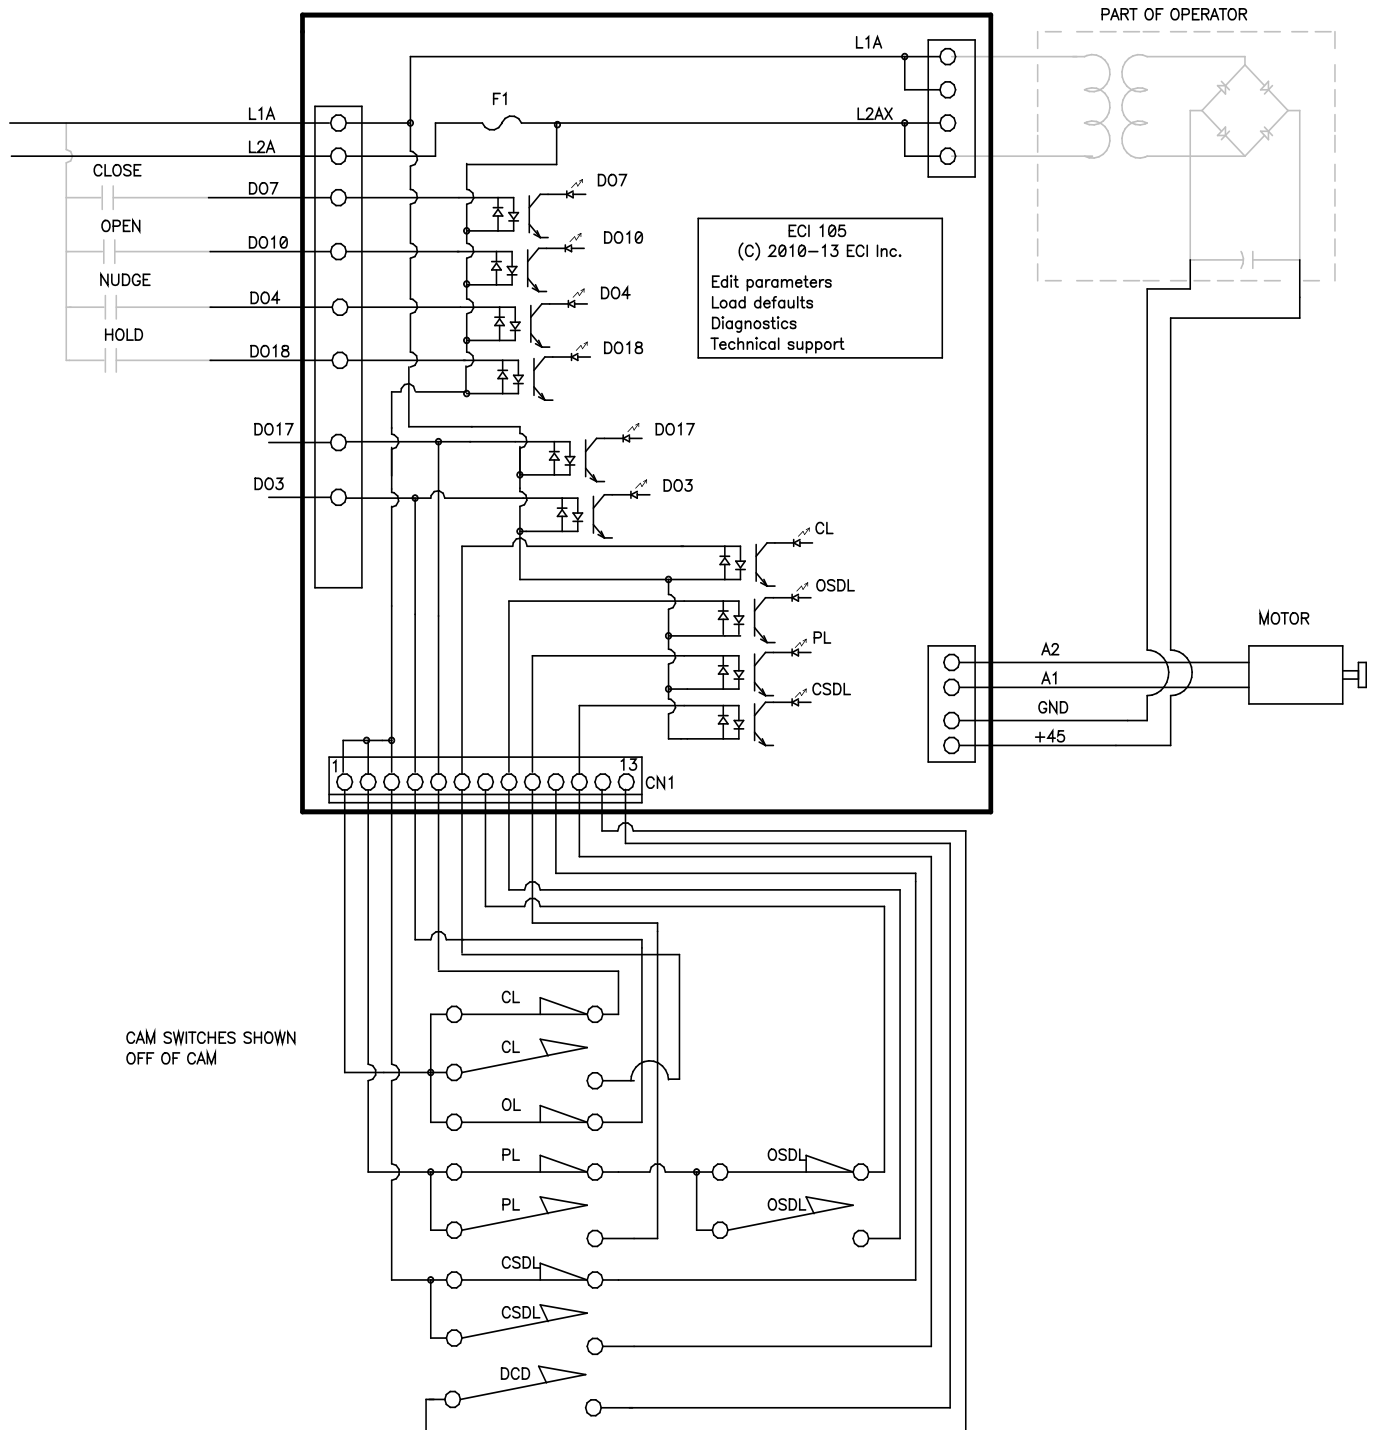 PART OF OPERATOR
L1A
F1
L1A
L2AX
L2A
CLOSE
DO7
DO7
OPEN
DO10
DO10
ECI 105
(C) 2010-13 ECI Inc.
Edit parameters
Load defaults
Diagnostics
Technical support
NUDGE
DO4
DO4
HOLD
DO18
DO18
DO17
DO17
DO3
DO3
CL
OSDL
PL
CSDL
MOTOR
A2
A1
GND
+45
1
13
CN1
CAM SWITCHES SHOWN
OFF OF CAM
CL
CL
OL
PL
OSDL
PL
OSDL
CSDL
CSDL
DCD